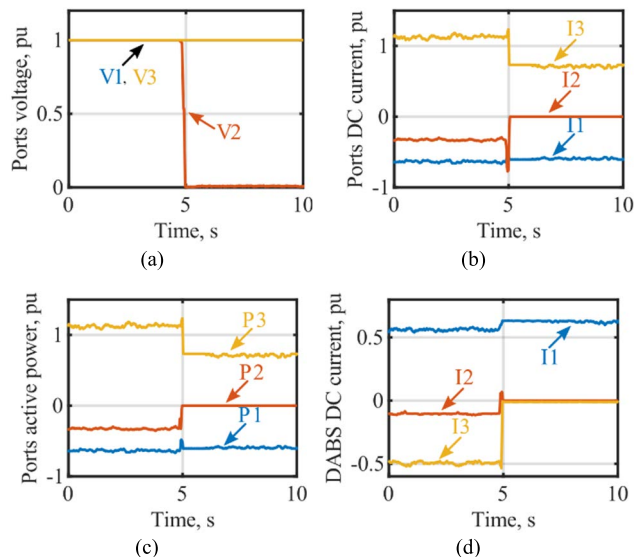 1
0.5
0
Ports voltage, pu
V1, V3
V2
0
5
10
Time, s
(a)
1
0
-1
Ports DC current, pu
I3
I2
I1
0
5
10
Time, s
(b)
1
0
-1
Ports active power, pu
P3
P2
P1
0
5
10
Time, s
(c)
0.5
0
-0.5
DABS DC current, pu
I1
I2
I3
0
5
10
Time, s
(d)